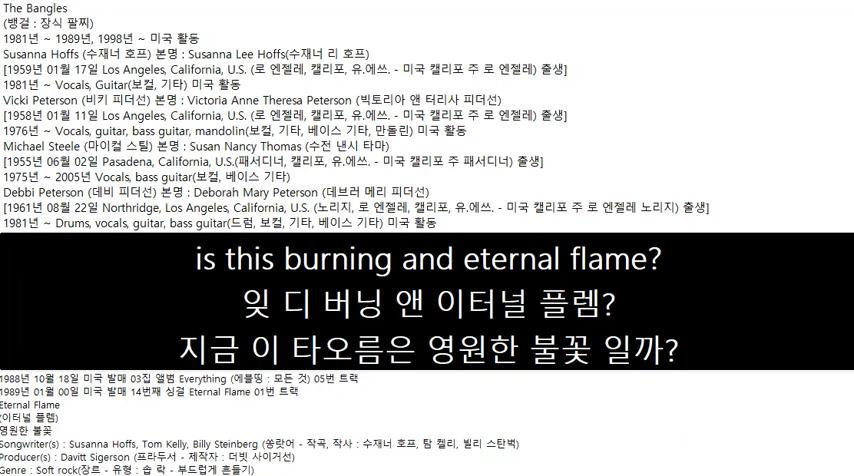 The Bangles
(뱅걸 : 장식 팔찌)
1981년 ~ 1989년, 1998년 ~ 미국 활동
Susanna Hoffs (수재너 호프) 본명 : Susanna Lee Hoffs(수재너 리 호프)
[1959년 01월 17일 Los Angeles, California, U.S. (로 엔젤레, 캘리포, 유.에쓰. - 미국 캘리포 주 로 엔젤레) 출생]
1981년 ~ Vocals, Guitar(보컬, 기타) 미국 활동
Vicki Peterson (비키 피더선) 본명 : Victoria Anne Theresa Peterson (빅토리아 앤 터리사 피더선)
[1958년 01월 11일 Los Angeles, California, U.S. (로 엔젤레, 캘리포, 유.에쓰. - 미국 캘리포 주 로 엔젤레) 출생]
1976년 ~ Vocals, guitar, bass guitar, mandolin(보컬, 기타, 베이스 기타, 만돌린) 미국 활동
Michael Steele (마이컬 스틸) 본명 : Susan Nancy Thomas (수전 낸시 타마)
[1955년 06월 02일 Pasadena, California, U.S.(패서디너, 캘리포, 유.에쓰. - 미국 캘리포 주 패서디너) 출생]
1975년 ~ 2005년 Vocals, bass guitar(보컬, 베이스 기타)
Debbi Peterson (데비 피더선) 본명 : Deborah Mary Peterson (데브러 메리 피더선)
[1961년 08월 22일 Northridge, Los Angeles, California, U.S. (노리지, 로 엔젤레, 캘리포, 유.에쓰. - 미국 캘리포 주 로 엔젤레 노리지) 출생]
1981년 ~ Drums, vocals, guitar, bass guitar(드럼, 보컬, 기타, 베이스 기타) 미국 활동
is this burning and eternal flame?
잊 디 버닝 앤 이터널 플렘?
지금 이 타오름은 영원한 불꽃 일까?
1988년 10월 18일 미국 발매 03집 앨범 Everything (에블띵 : 모든 것) 05번 트랙
1989년 01월 00일 미국 발매 14번째 싱글 Eternal Flame 01번 트랙
Eternal Flame
(이터널 플렘)
영원한 불꽃
Songwriter(s) : Susanna Hoffs, Tom Kelly, Billy Steinberg (쏭랏어 - 작곡, 작사 : 수재너 호프, 탐 켈리, 빌리 스탄벅)
Producer(s) : Davitt Sigerson (프라두서 - 제작자 : 더빗 사이거선)
Genre : Soft rock(장르 - 유형 : 솝 락 - 부드럽게 흔들기)